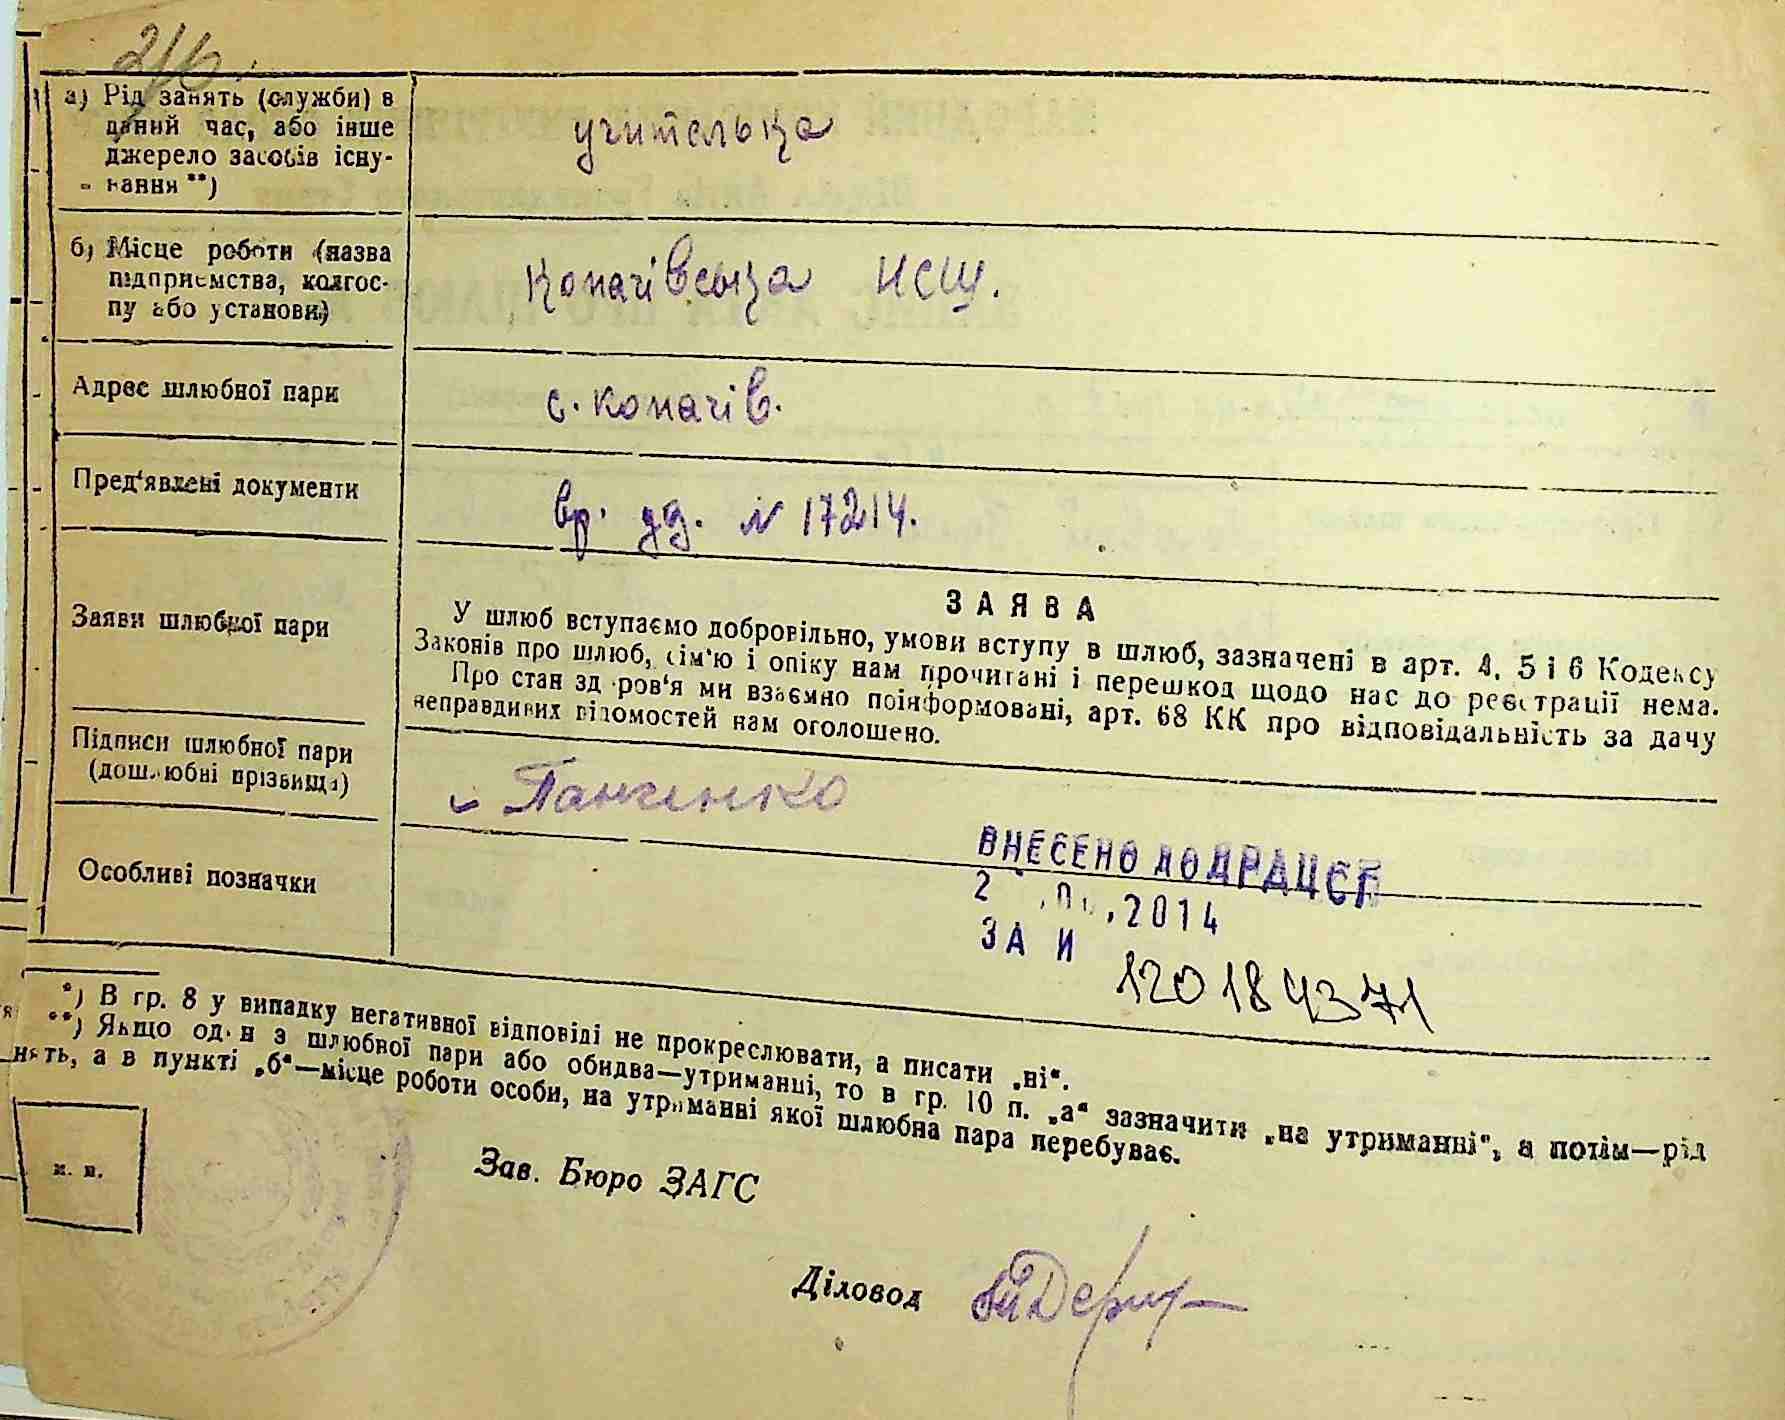 216
а) Рід занять (служби) в
даний час, або інше
джерело засобів існу-
вання **)
учителька
б) Місце роботи (назва
підприємства, колгос-
пу або установи)
Копачівська НСШ.
Адрес шлюбної пари
с. копачів.
Пред'явлені документи
вр. уд. № 17214.
Заяви шлюбної пари
ЗАЯВА
У шлюб вступаємо добровільно, умови вступу в шлюб, зазначені в арт. 4, 5 і 6 Кодексу
Законів про шлюб, сім'ю і опіку нам прочитані і перешкод щодо нас до реєстрації нема.
Про стан здоров'я ми взаємно поінформовані, арт. 68 КК про відповідальність за дачу
неправдивих відомостей нам оголошено.
Підписи шлюбної пари
(дошлюбні прізвища)
Панченко
Особливі позначки
ВНЕСЕНО ДО ДРАЦСГ
2014
ЗА И
120184371
*) В гр. 8 у випадку негативної відповіді не прокреслювати, а писати „ні“.
**) Якщо один з шлюбної пари або обидва—утриманці, то в гр. 10 п. „а“ зазначити „на утриманні“, а потім—рід
нять, а в пункті „б“—місце роботи особи, на утриманні якої шлюбна пара перебуває.
м. п.
Зав. Бюро ЗАГС
Діловод